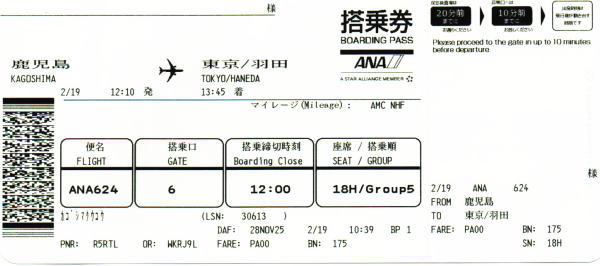 様
搭乗券
BOARDING PASS
ANA
A STAR ALLIANCE MEMBER
20分前
までに
10分前
までに
Please proceed to the gate in up to 10 minutes
before departure.
鹿児島
KAGOSHIMA
東京/羽田
TOKYO/HANEDA
2/19 12:10 発 13:45 着
マイレージ(Mileage): AMC NHF
便名 搭乗口 搭乗締切時刻 座席 / 搭乗順
FLIGHT GATE Boarding Close SEAT / GROUP
ANA624 6 12:00 18H/Group5
(LSN: 30613 )
DAF: 28NOV25 2/19 10:39 BP 1
PNR: R5RTL OR: WKRJ9L FARE: PA00 BN: 175
様
2/19 ANA 624
FROM 鹿児島
TO 東京/羽田
FARE: PA00 BN: 175
SN: 18H